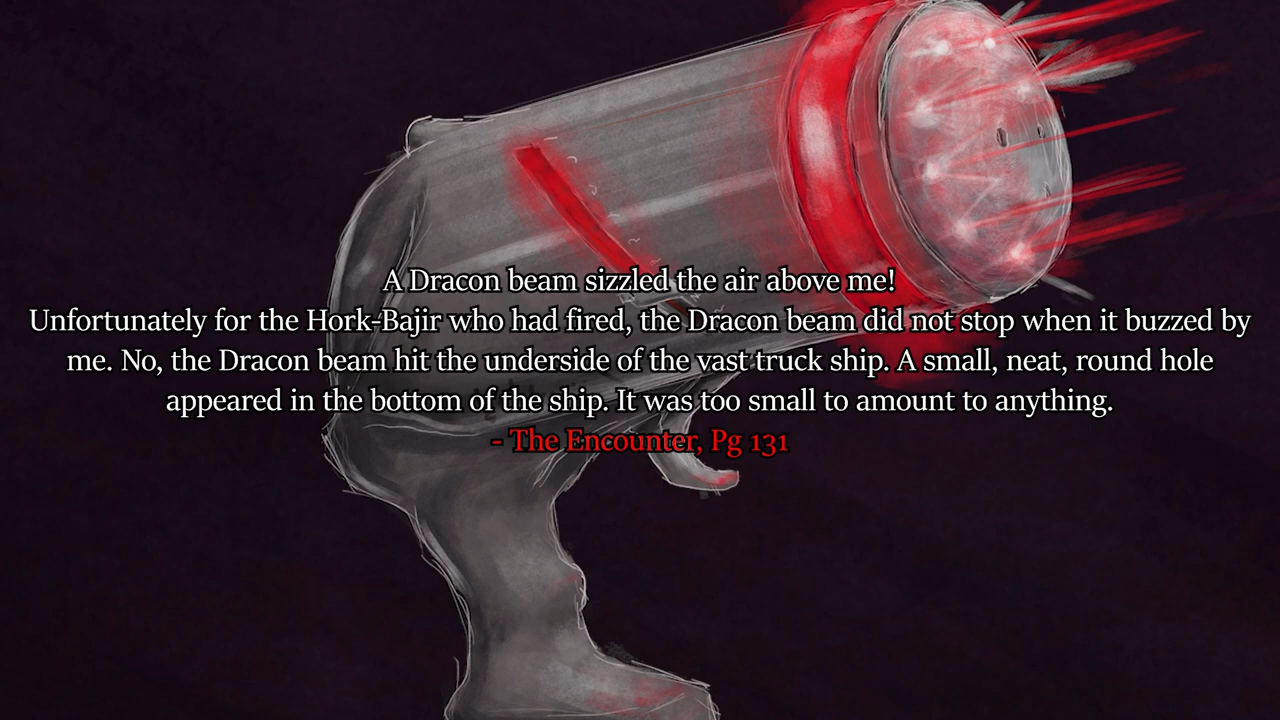 A Dracon beam sizzled the air above me!
Unfortunately for the Hork-Bajir who had fired, the Dracon beam did not stop when it buzzed by
me. No, the Dracon beam hit the underside of the vast truck ship. A small, neat, round hole
appeared in the bottom of the ship. It was too small to amount to anything.
- The Encounter, Pg 131